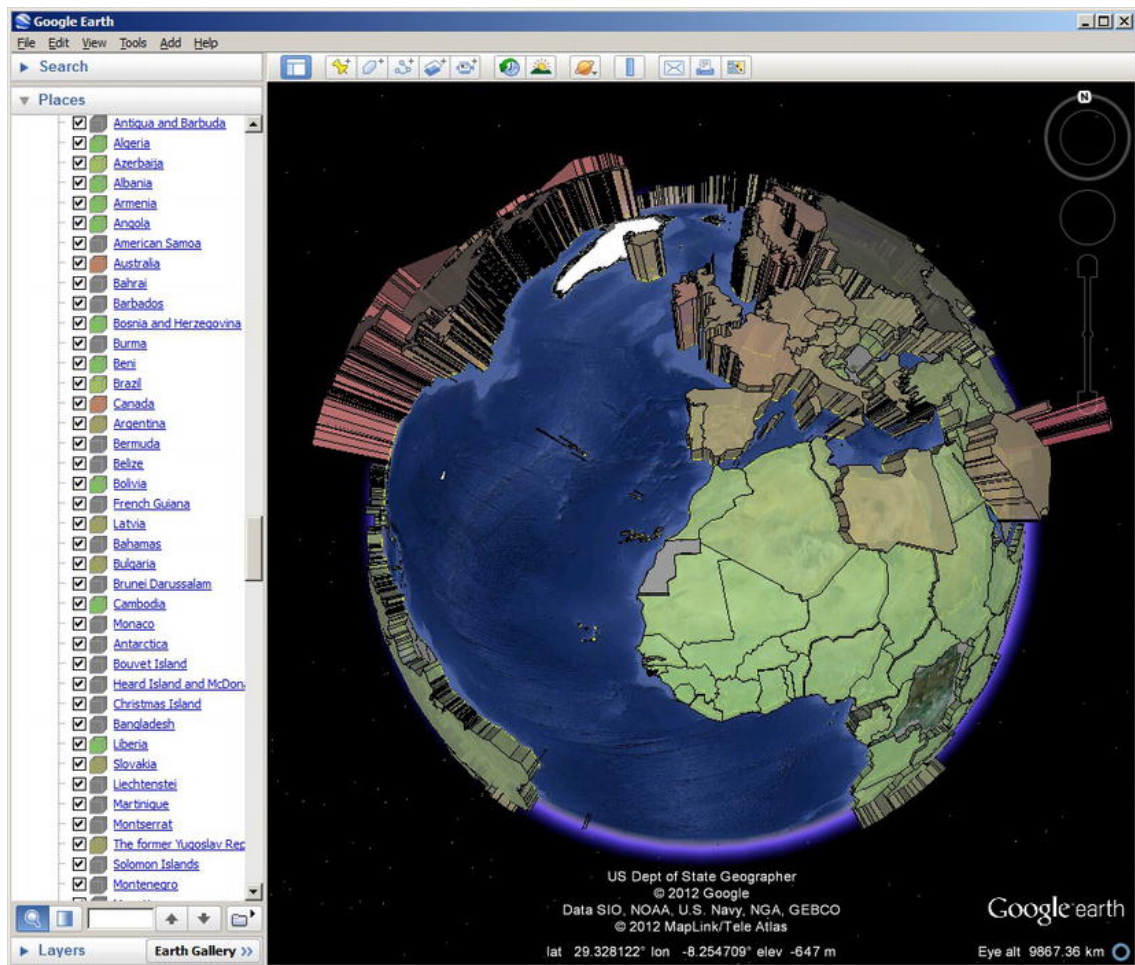 Google Earth
File Edit View Tools Add Help
Search
Places
Antigua and Barbuda
Algeria
Azerbaija
Albania
Armenia
Angola
American Samoa
Australia
Bahrai
Barbados
Bosnia and Herzegovina
Burma
Beni
Brazil
Canada
Argentina
Bermuda
Belize
Bolivia
French Guiana
Latvia
Bahamas
Bulgaria
Brunei Darussalam
Cambodia
Monaco
Antarctica
Bouvet Island
Heard Island and McDon
Christmas Island
Bangladesh
Liberia
Slovakia
Liechtenstei
Martinique
Montserrat
The former Yugoslav Rep
Solomon Islands
Montenegro
Layers
Earth Gallery >>
N
US Dept of State Geographer
© 2012 Google
Data SIO, NOAA, U.S. Navy, NGA, GEBCO
© 2012 MapLink/Tele Atlas
Google earth
lat 29.328122° lon -8.254709° elev -647 m
Eye alt 9867.36 km